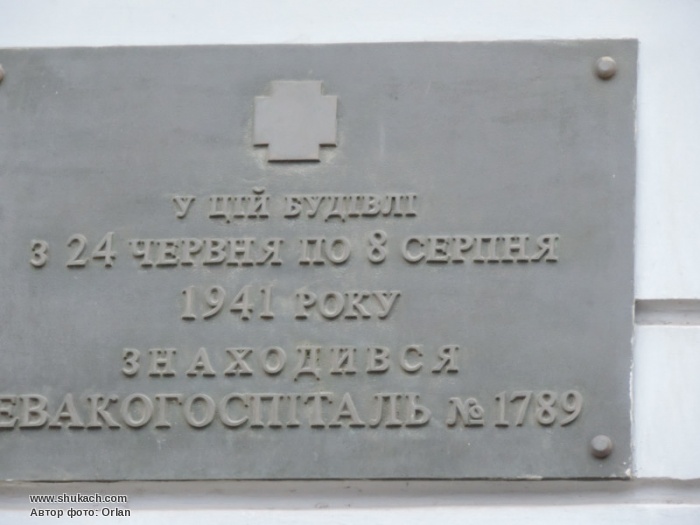 У ЦІЙ БУДІВЛІ
З 24 ЧЕРВНЯ ПО 8 СЕРПНЯ
1941 РОКУ
ЗНАХОДИВСЯ
ЕВАКОГОСПІТАЛЬ № 1789
www.shukach.com
Автор фото: Orlan